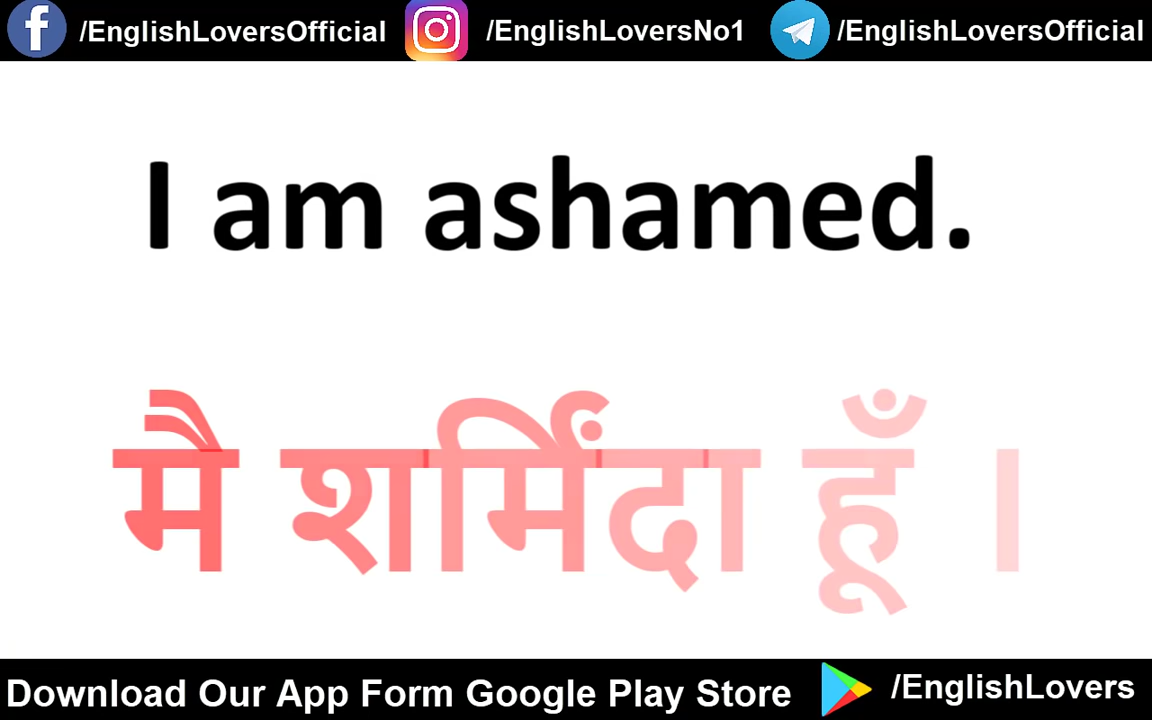 /EnglishLoversOfficial /EnglishLoversNo1 /EnglishLoversOfficial
I am ashamed.
मै शर्मिंदा हूँ ।
Download Our App Form Google Play Store /EnglishLovers